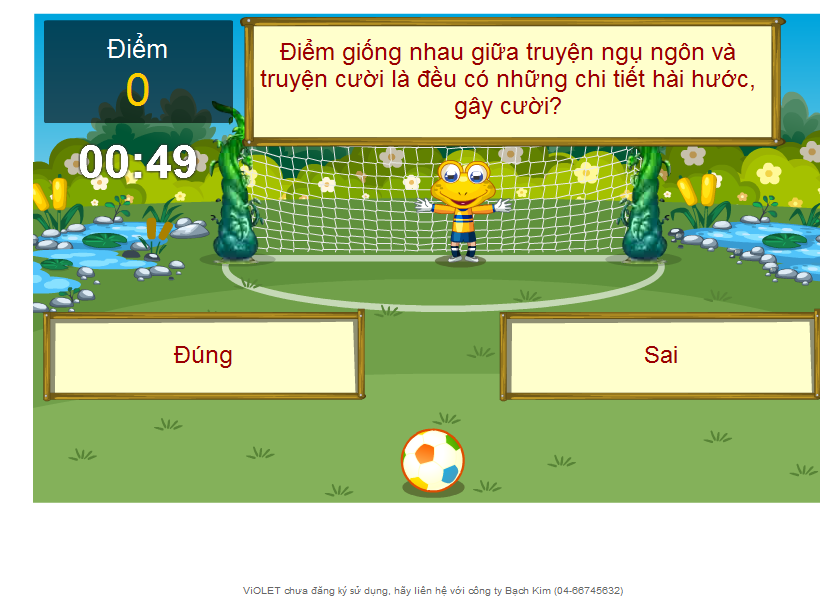 Điểm
0
00:49
Điểm giống nhau giữa truyện ngụ ngôn và
truyện cười là đều có những chi tiết hài hước,
gây cười?
Đúng
Sai
ViOLET chưa đăng ký sử dụng, hãy liên hệ với công ty Bạch Kim (04-66745632)